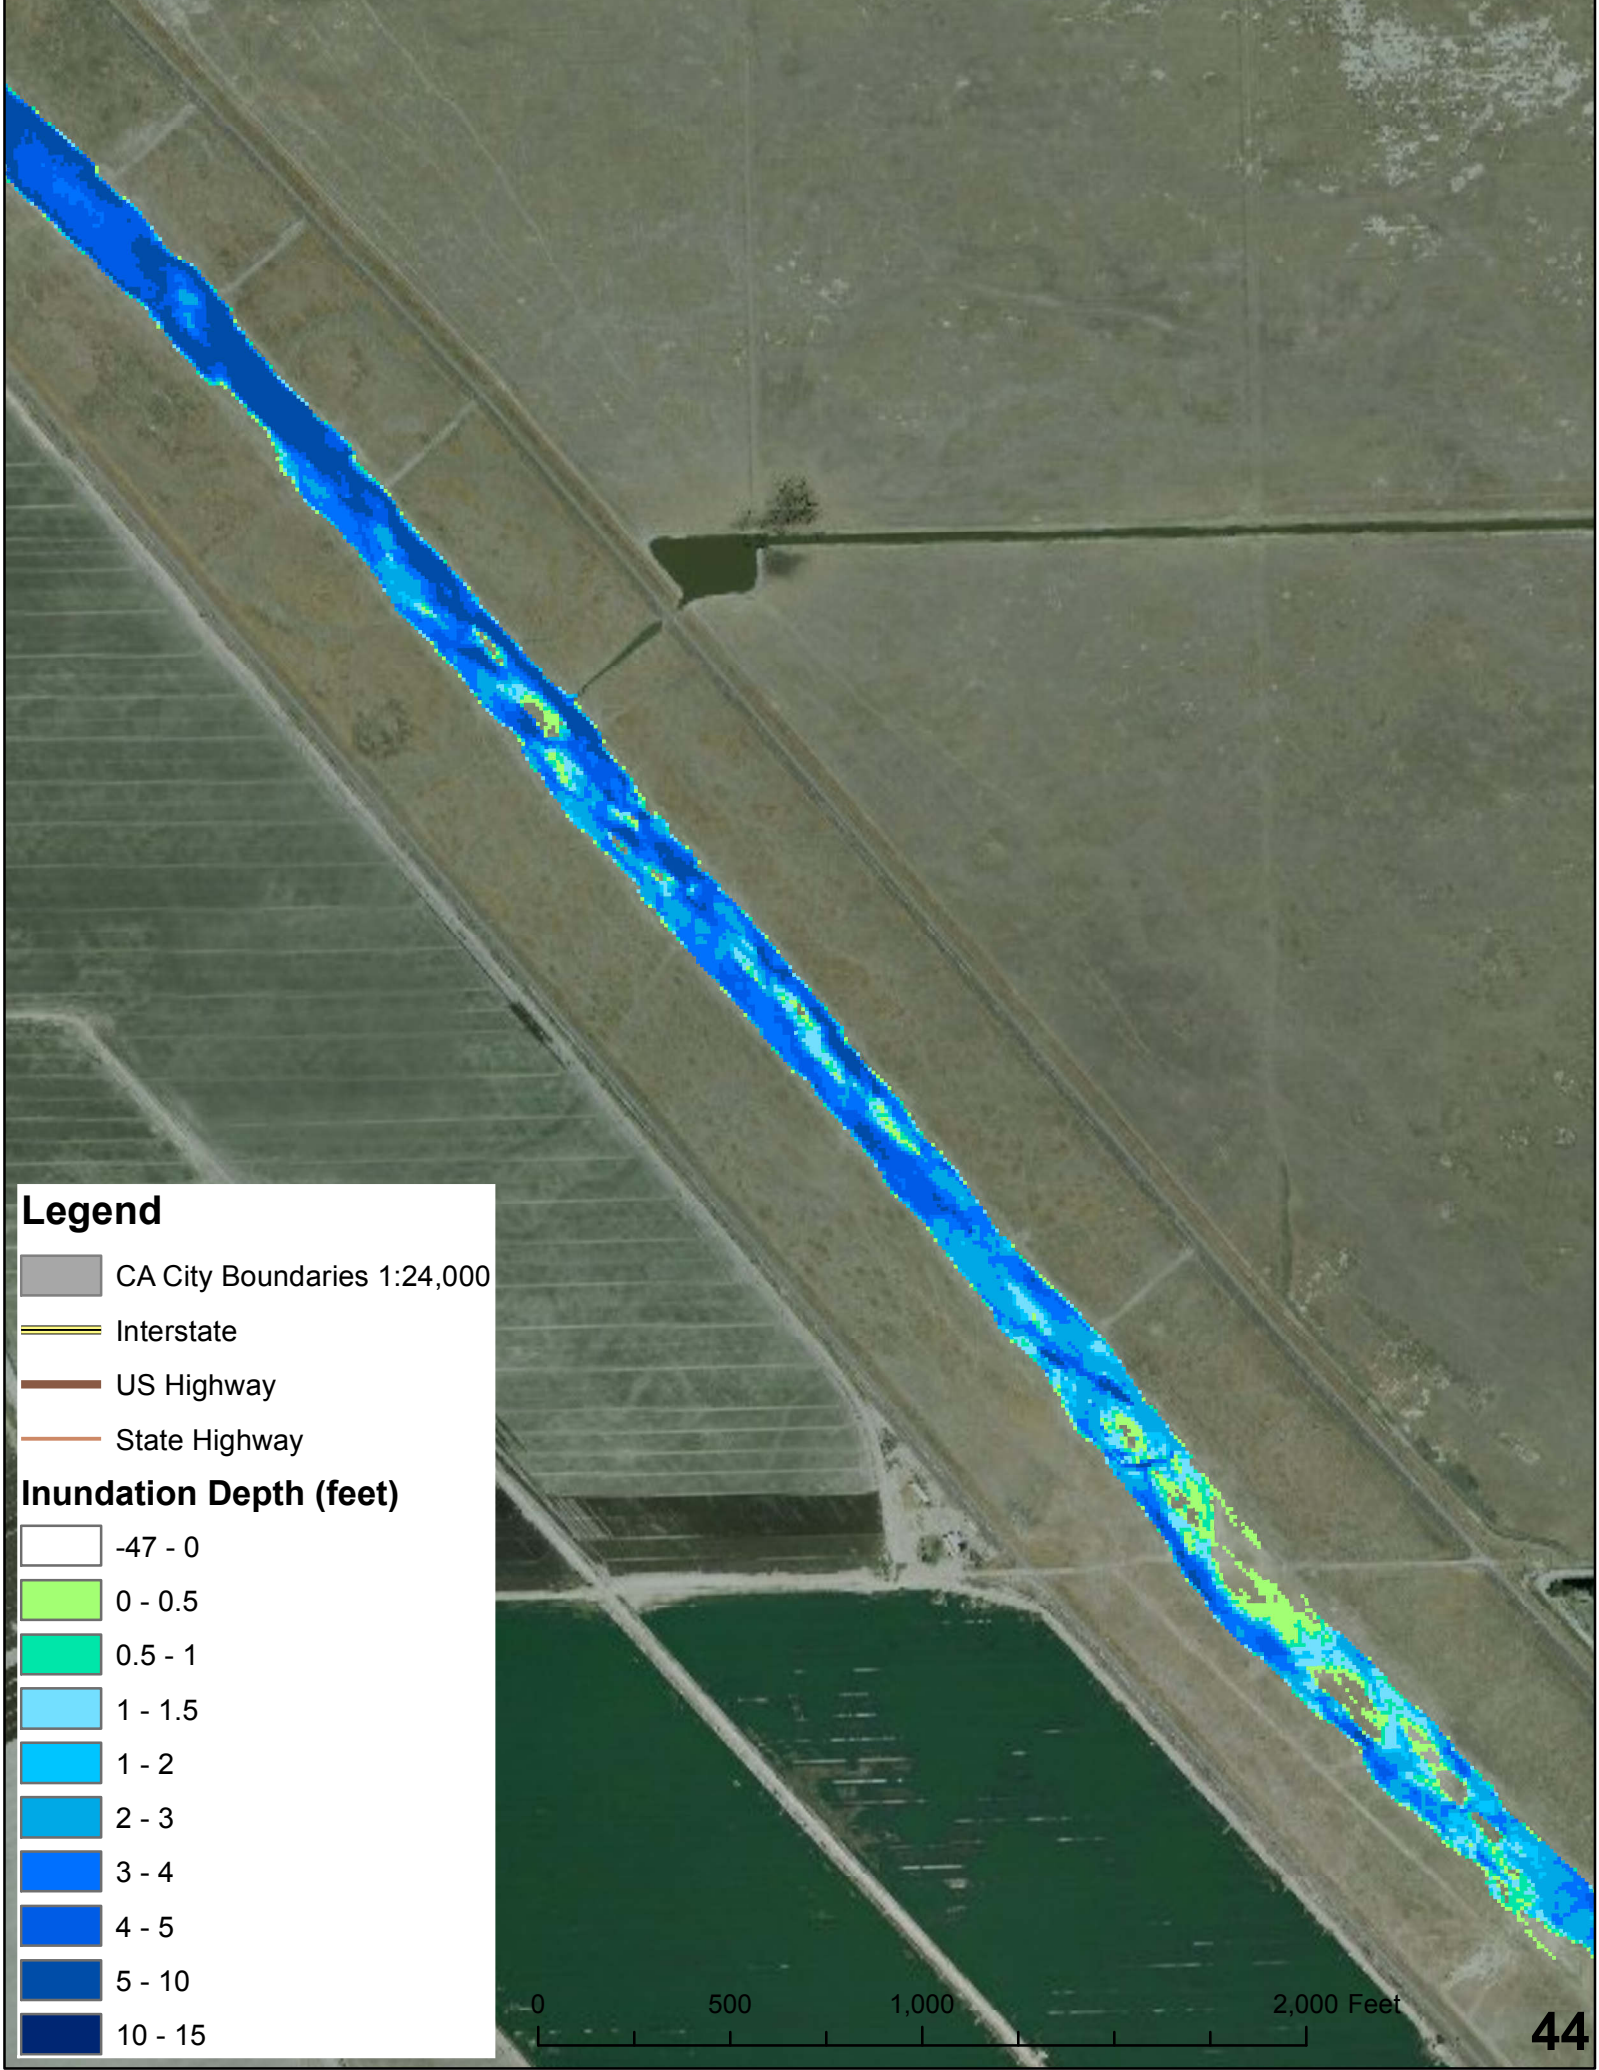 Legend
CA City Boundaries 1:24,000
Interstate
US Highway
State Highway
Inundation Depth (feet)
-47 - 0
0 - 0.5
0.5 - 1
1 - 1.5
1 - 2
2 - 3
3 - 4
4 - 5
5 - 10
10 - 15
0 500 1,000 2,000 Feet
44